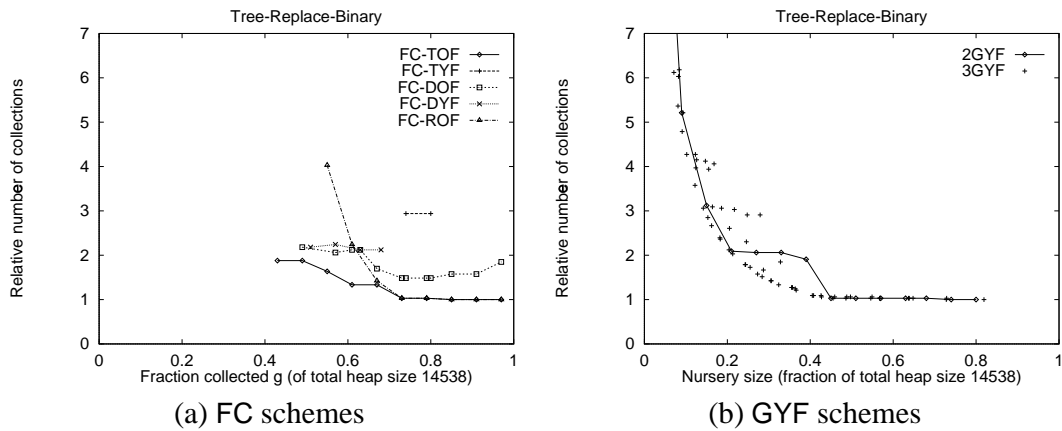 Tree-Replace-Binary
7
6
5
4
3
2
1
0
Relative number of collections
FC-TOF
FC-TYF
FC-DOF
FC-DYF
FC-ROF
0
0.2
0.4
0.6
0.8
1
Fraction collected g (of total heap size 14538)
(a) FC schemes
Tree-Replace-Binary
7
6
5
4
3
2
1
0
Relative number of collections
2GYF
3GYF
0
0.2
0.4
0.6
0.8
1
Nursery size (fraction of total heap size 14538)
(b) GYF schemes